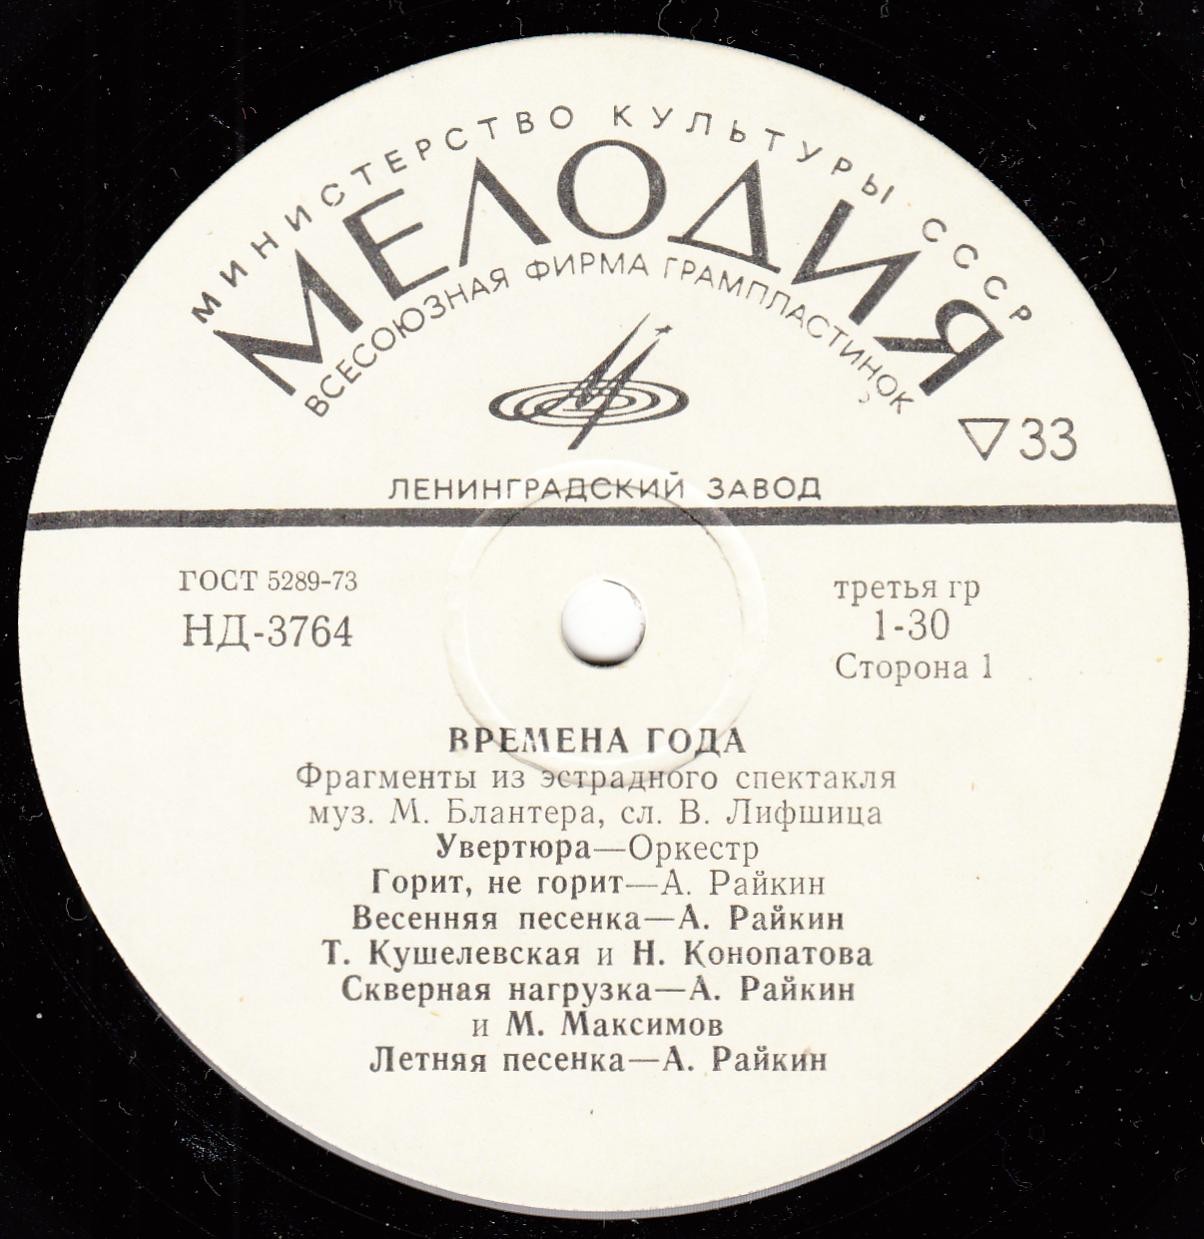 МИНИСТЕРСТВО КУЛЬТУРЫ СССР
МЕЛОДИЯ
ВСЕСОЮЗНАЯ ФИРМА ГРАМПЛАСТИНОК
33
ЛЕНИНГРАДСКИЙ ЗАВОД
ГОСТ 5289-73
НД-3764
третья гр
1-30
Сторона 1
ВРЕМЕНА ГОДА
Фрагменты из эстрадного спектакля
муз. М. Блантера, сл. В. Лифшица
Увертюра—Оркестр
Горит, не горит—А. Райкин
Весенняя песенка—А. Райкин
Т. Кушелевская и Н. Конопатова
Скверная нагрузка—А. Райкин
и М. Максимов
Летняя песенка—А. Райкин